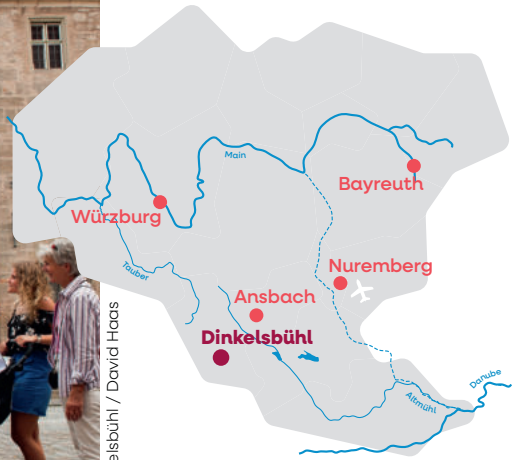 Main
Bayreuth
Würzburg
Tauber
Nuremberg
Ansbach
Dinkelsbühl
Danube
Altmühl
elsbühl / David Haas